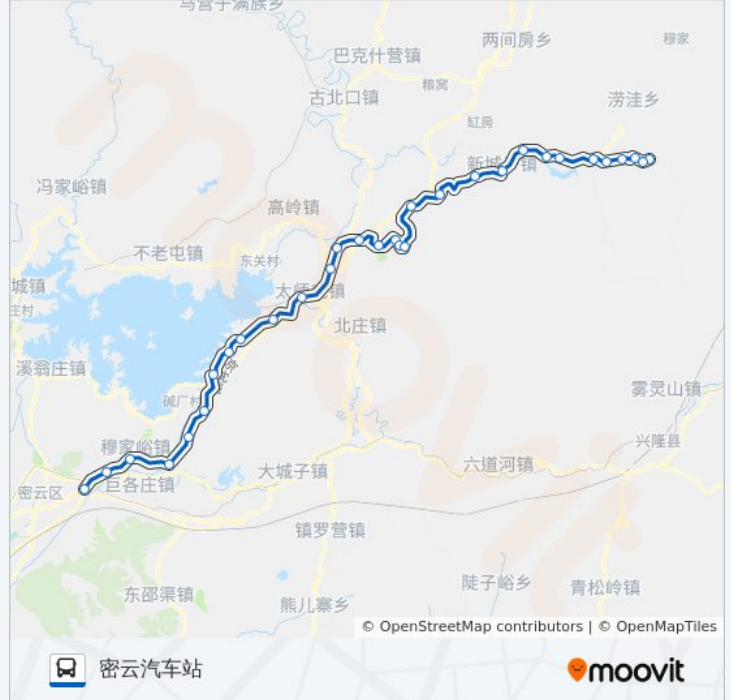 马营子满族乡
两间房乡
穆家
巴克什营镇
粮窝
古北口镇
涝洼乡
缸房
新城子镇
冯家峪镇
高岭镇
不老屯镇
东关村
城镇
庄村
太师屯镇
北庄镇
溪翁庄镇
碱厂村
雾灵山镇
穆家峪镇
兴隆县
六道河镇
大城子镇
巨各庄镇
密云区
镇罗营镇
陡子峪乡
青松岭镇
东邵渠镇
熊儿寨乡
© OpenStreetMap contributors | © OpenMapTiles
密云汽车站
moovit